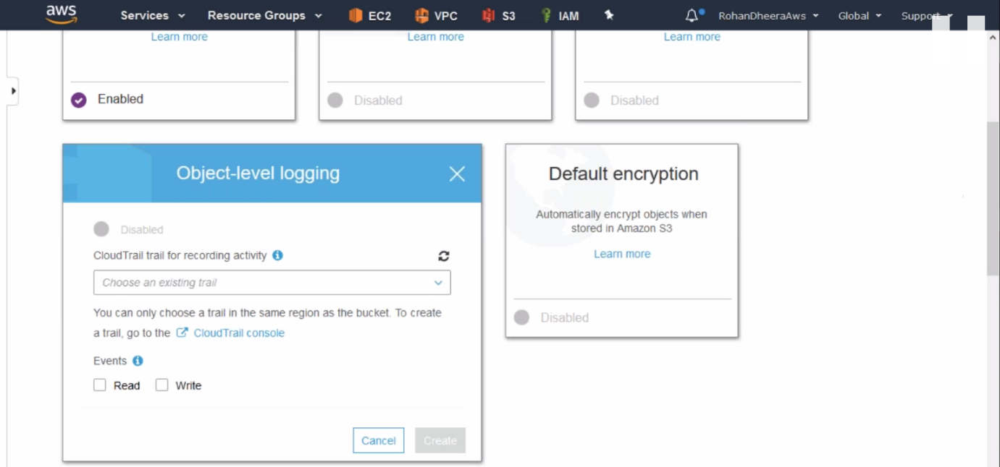 aws Services Resource Groups EC2 VPC S3 IAM RohanDheeraAws Global Support
Learn more Learn more Learn more
Enabled Disabled Disabled
Object-level logging
Disabled
CloudTrail trail for recording activity
Choose an existing trail
You can only choose a trail in the same region as the bucket. To create
a trail, go to the CloudTrail console
Events
Read Write
Cancel Create
Default encryption
Automatically encrypt objects when
stored in Amazon S3
Learn more
Disabled